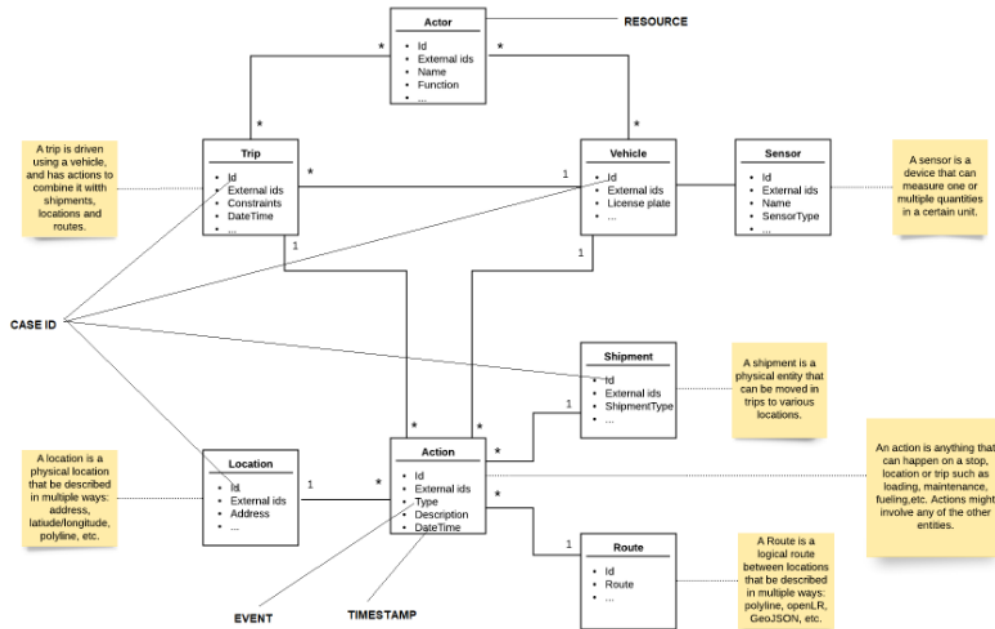 Actor
• Id
• External ids
• Name
• Function
• ...
RESOURCE
*
*
*
*
A trip is driven
using a vehicle,
and has actions to
combine it witth
shipments,
locations and
routes.
Trip
• Id
• External ids
• Constraints
• DateTime
• ...
*
1
1
Vehicle
• Id
• External ids
• License plate
• ...
1
Sensor
• Id
• External ids
• Name
• SensorType
• ...
A sensor is a
device that can
measure one or
multiple quantities
in a certain unit.
CASE ID
Shipment
• Id
• External ids
• ShipmentType
• ...
1
A shipment is a
physical entity that
can be moved in
trips to various
locations.
A location is a
physical location
that be described
in multiple ways:
address,
latiude/longitude,
polyline, etc.
Location
• Id
• External ids
• Address
• ...
1
*
*
*
*
*
Action
• Id
• External ids
• Type
• Description
• DateTime
An action is anything that
can happen on a stop,
location or trip such as
loading, maintenance,
fueling,etc. Actions might
involve any of the other
entities.
1
Route
• Id
• Route
• ...
A Route is a
logical route
between locations
that be described
in multiple ways:
polyline, openLR,
GeoJSON, etc.
EVENT
TIMESTAMP